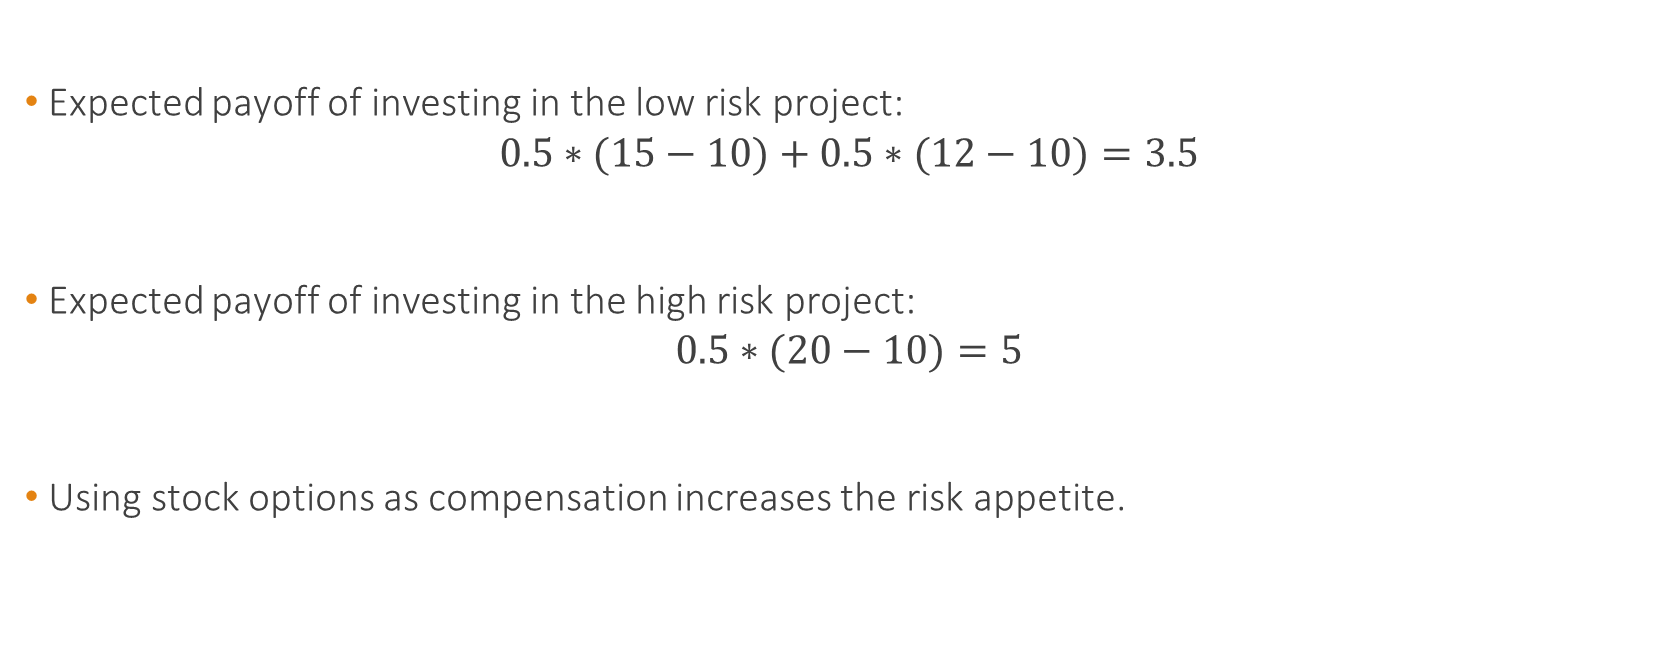 • Expected payoff of investing in the low risk project:
0.5 ∗ (15 − 10) + 0.5 ∗ (12 − 10) = 3.5
• Expected payoff of investing in the high risk project:
0.5 ∗ (20 − 10) = 5
• Using stock options as compensation increases the risk appetite.